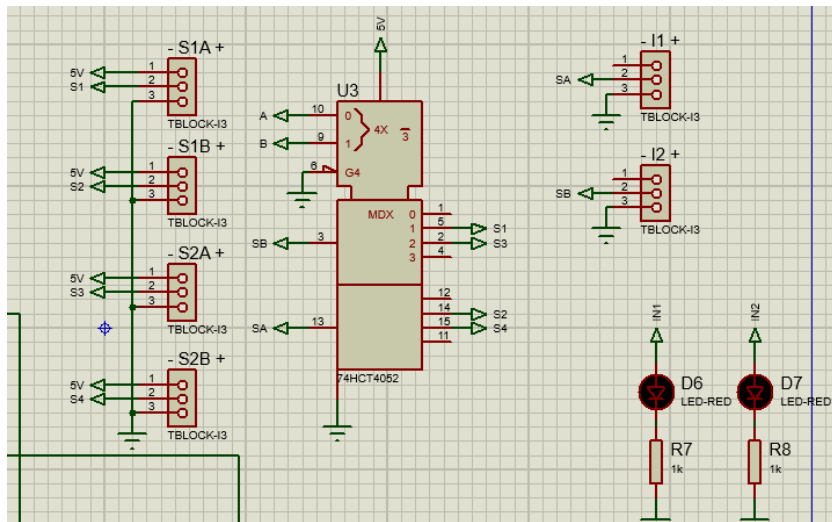 - S1A +
5V 1
S1 2
3
TBLOCK-I3
- S1B +
5V 1
S2 2
3
TBLOCK-I3
- S2A +
5V 1
S3 2
3
TBLOCK-I3
- S2B +
5V 1
S4 2
3
TBLOCK-I3
5V
U3
A 10 0
B 9 1
4X 3
6 G4
MDX
0 1
1 5 S1
2 2 S3
3 4
SB 3
12
14 S2
15 S4
11
SA 13
74HCT4052
- I1 +
1
SA 2
3
TBLOCK-I3
- I2 +
1
SB 2
3
TBLOCK-I3
IN1
D6
LED-RED
R7
1k
IN2
D7
LED-RED
R8
1k